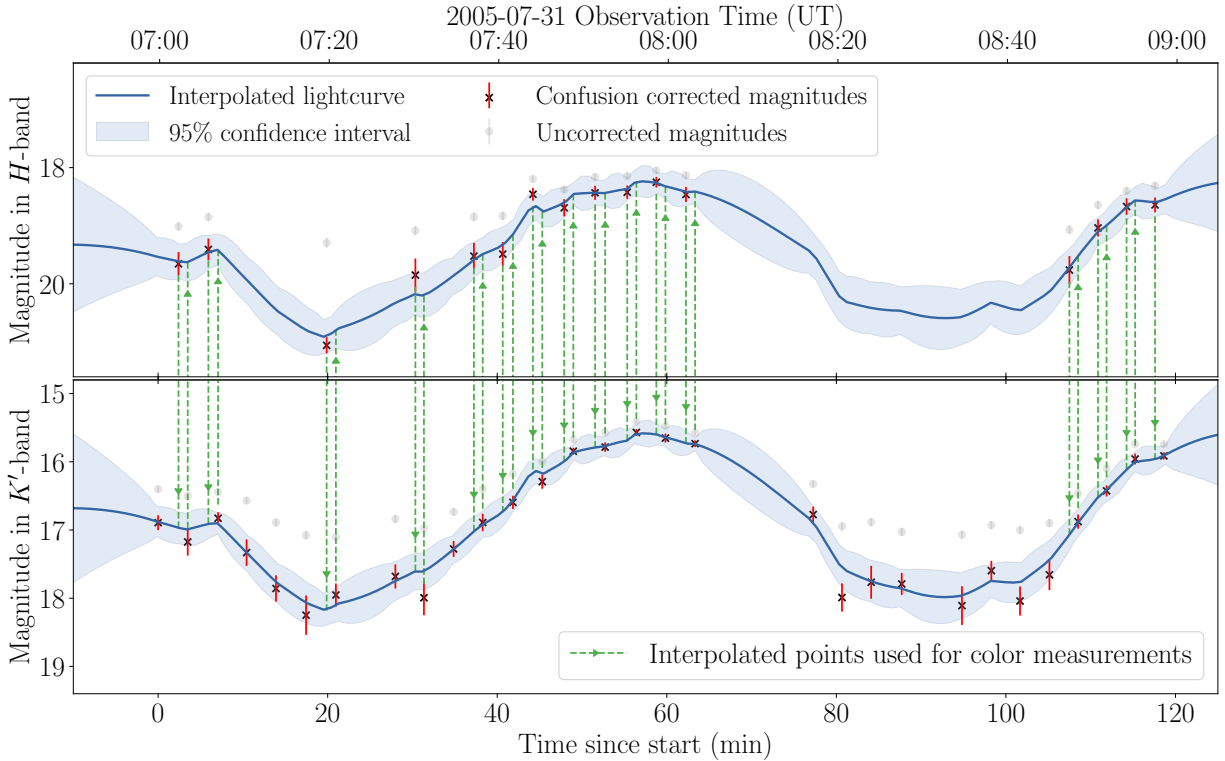 2005-07-31 Observation Time (UT)
07:00 07:20 07:40 08:00 08:20 08:40 09:00
Magnitude in H-band
18
20
Interpolated lightcurve
95% confidence interval
Confusion corrected magnitudes
Uncorrected magnitudes
Magnitude in K′-band
15
16
17
18
19
Interpolated points used for color measurements
0 20 40 60 80 100 120
Time since start (min)